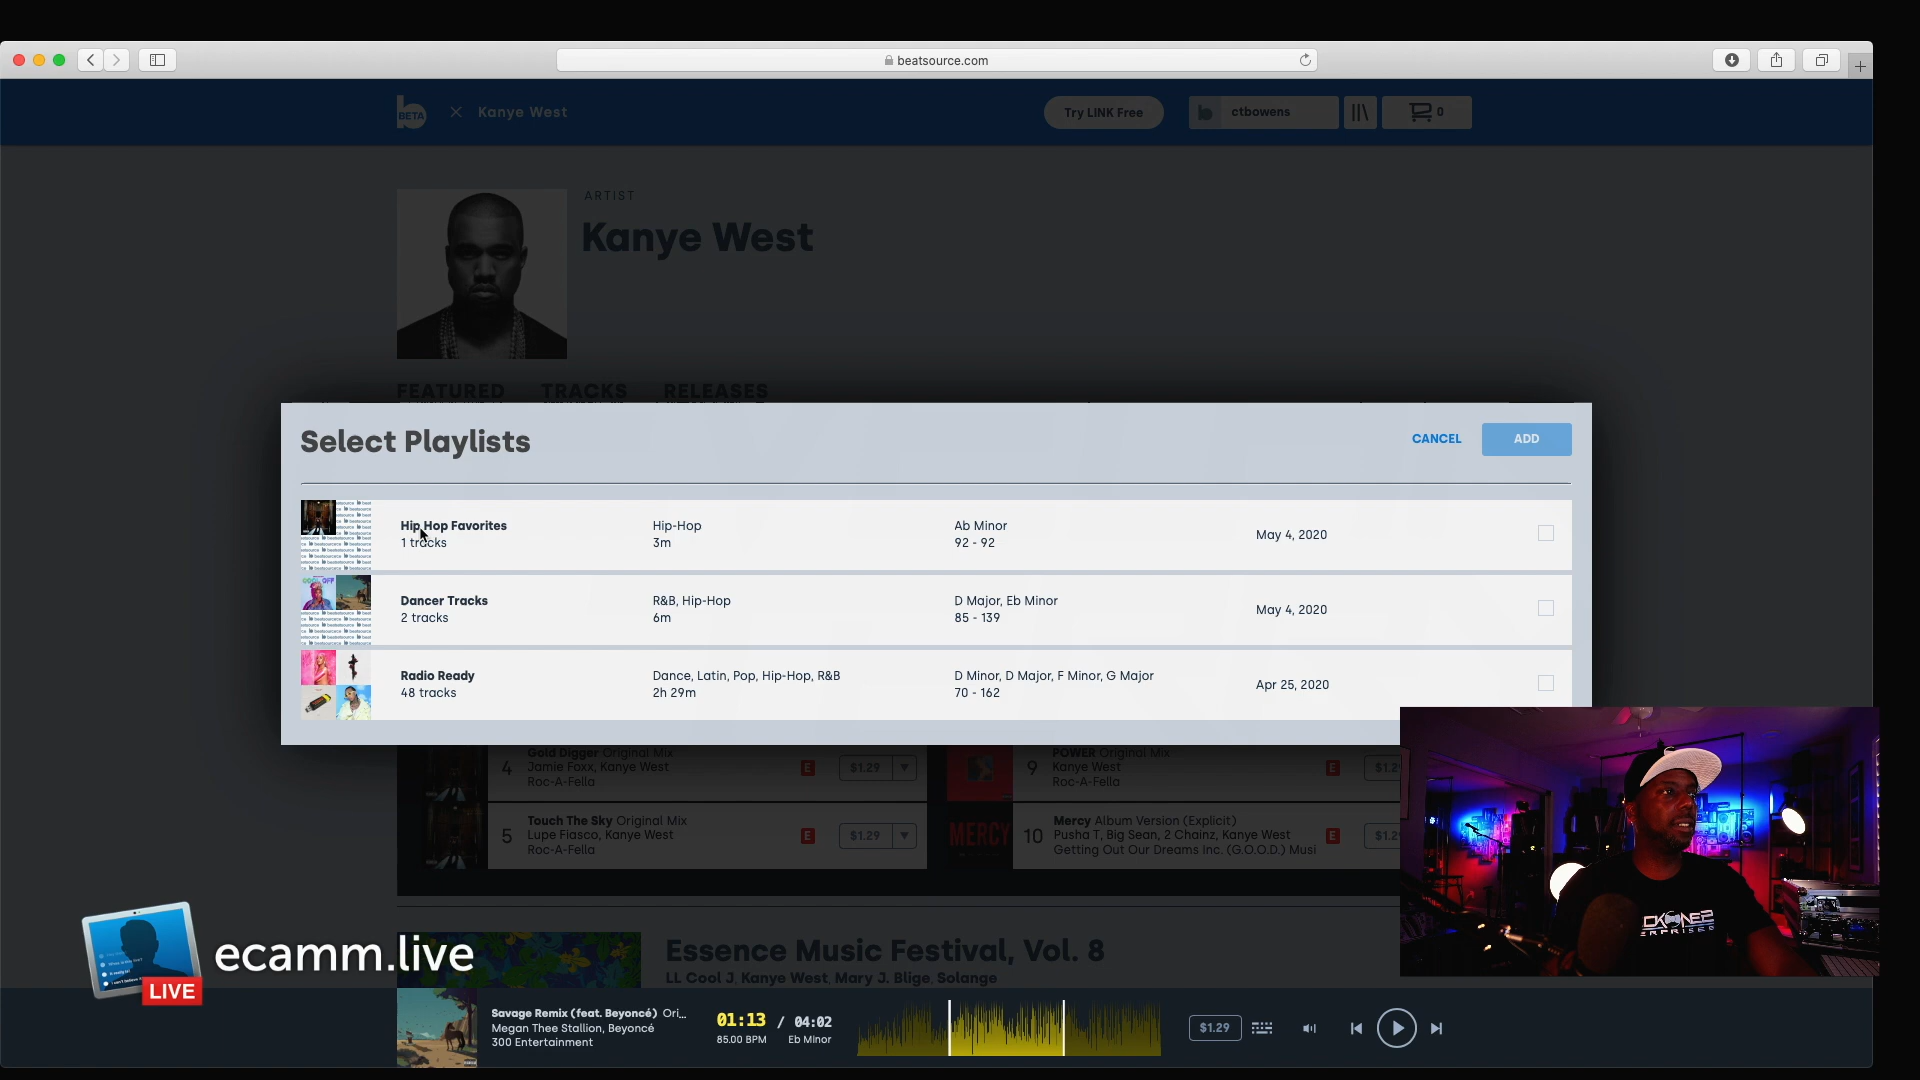 beatsource.com
BETA
Kanye West
Try LINK Free
ctbowens
0
ARTIST
Kanye West
FEATURED TRACKS RELEASES
Select Playlists
CANCEL
ADD
Hip Hop Favorites
1 tracks
Hip-Hop
3m
Ab Minor
92 - 92
May 4, 2020
Dancer Tracks
2 tracks
R&B, Hip-Hop
6m
D Major, Eb Minor
85 - 139
May 4, 2020
Radio Ready
48 tracks
Dance, Latin, Pop, Hip-Hop, R&B
2h 29m
D Minor, D Major, F Minor, G Major
70 - 162
Apr 25, 2020
4
Gold Digger Original Mix
Jamie Foxx, Kanye West
Roc-A-Fella
E
$1.29
9
POWER Original Mix
Kanye West
Roc-A-Fella
E
5
Touch The Sky Original Mix
Lupe Fiasco, Kanye West
Roc-A-Fella
E
$1.29
MERCY
10
Mercy Album Version (Explicit)
Pusha T, Big Sean, 2 Chainz, Kanye West
Getting Out Our Dreams Inc. (G.O.O.D.) Musi
E
Essence Music Festival, Vol. 8
LL Cool J, Kanye West, Mary J. Blige, Solange
ecamm.live
LIVE
Savage Remix (feat. Beyoncé) Ori...
Megan Thee Stallion, Beyoncé
300 Entertainment
01:13 / 04:02
85.00 BPM Eb Minor
$1.29